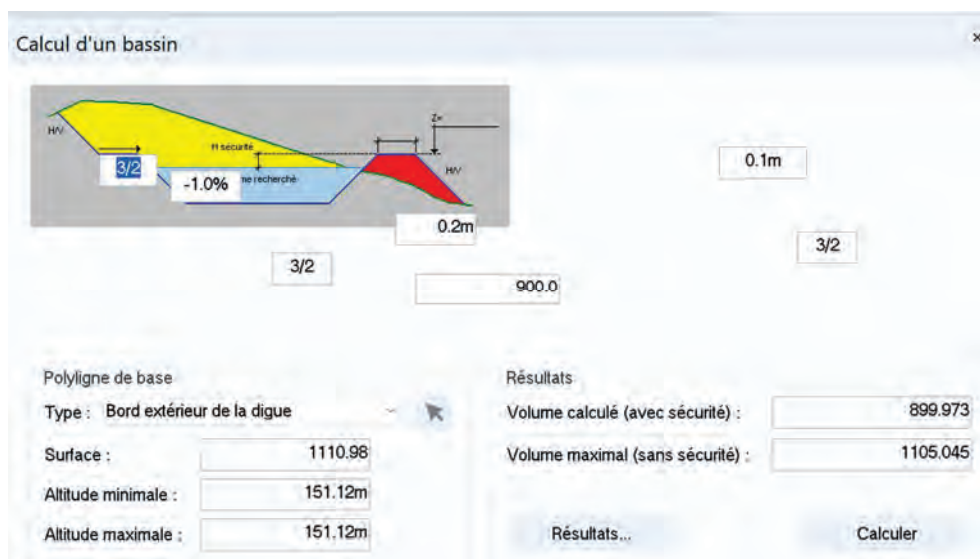 Calcul d'un bassin
×
H/V
Z=
H sécurité
H/V
3/2
-1.0%
me recherché
0.1m
0.2m
3/2
3/2
900.0
Polyligne de base
Type : Bord extérieur de la digue
Surface : 1110.98
Altitude minimale : 151.12m
Altitude maximale : 151.12m
Résultats
Volume calculé (avec sécurité) : 899.973
Volume maximal (sans sécurité) : 1105.045
Résultats...
Calculer